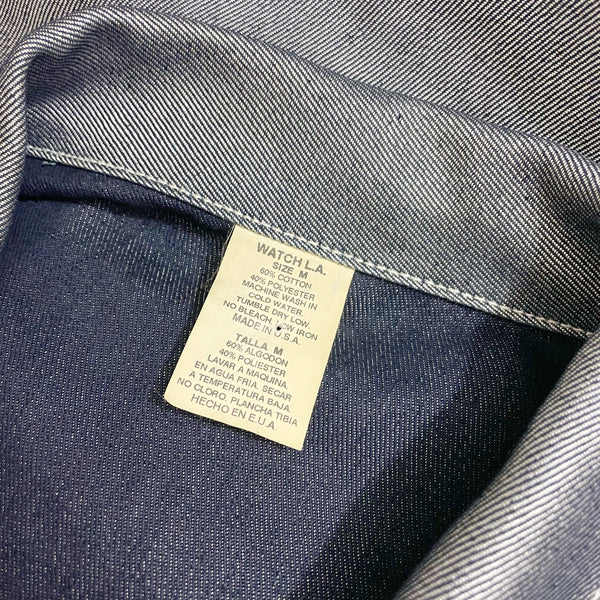 WATCH L.A.
SIZE M
60% COTTON
40% POLYESTER
MACHINE WASH IN
COLD WATER.
TUMBLE DRY LOW.
NO BLEACH. LOW IRON
MADE IN U.S.A.
TALLA M
60% ALGODON
40% POLIESTER
LAVAR A MAQUINA.
EN AGUA FRIA. SECAR
A TEMPERATURA BAJA.
NO CLORO, PLANCHA TIBIA
HECHO EN E.U.A.